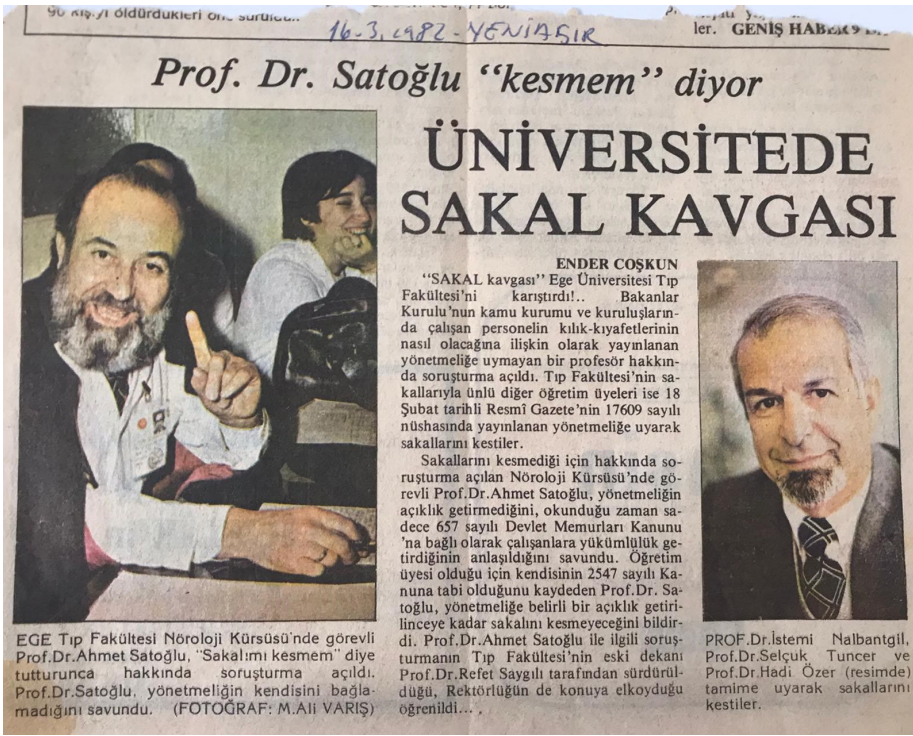 16-3.1982-YENİASIR
ler. GENİŞ HABER
Prof. Dr. Satoğlu “kesmem” diyor
ÜNİVERSİTEDE
SAKAL KAVGASI
ENDER COŞKUN
“SAKAL kavgası” Ege Üniversitesi Tıp
Fakültesi’ni karıştırdı!.. Bakanlar
Kurulu’nun kamu kurumu ve kuruluşların-
da çalışan personelin kılık-kıyafetlerinin
nasıl olacağına ilişkin olarak yayınlanan
yönetmeliğe uymayan bir profesör hakkın-
da soruşturma açıldı. Tıp Fakültesi’nin sa-
kallarıyla ünlü diğer öğretim üyeleri ise 18
Şubat tarihli Resmî Gazete’nin 17609 sayılı
nüshasında yayınlanan yönetmeliğe uyarak
sakallarını kestiler.
Sakallarını kesmediği için hakkında so-
ruşturma açılan Nöroloji Kürsüsü’nde gö-
revli Prof.Dr.Ahmet Satoğlu, yönetmeliğin
açıklık getirmediğini, okunduğu zaman sa-
dece 657 sayılı Devlet Memurları Kanunu
’na bağlı olarak çalışanlara yükümlülük ge-
tirdiğinin anlaşıldığını savundu. Öğretim
üyesi olduğu için kendisinin 2547 sayılı Ka-
nuna tabi olduğunu kaydeden Prof.Dr. Sa-
toğlu, yönetmeliğe belirli bir açıklık getiri-
linceye kadar sakalını kesmeyeceğini bildir-
di. Prof.Dr.Ahmet Satoğlu ile ilgili soruş-
turmanın Tıp Fakültesi’nin eski dekanı
Prof.Dr.Refet Saygılı tarafından sürdürül-
düğü, Rektörlüğün de konuya elkoyduğu
öğrenildi...
EGE Tıp Fakültesi Nöroloji Kürsüsü’nde görevli
Prof.Dr.Ahmet Satoğlu, “Sakalımı kesmem” diye
tutturunca hakkında soruşturma açıldı.
Prof.Dr.Satoğlu, yönetmeliğin kendisini bağla-
madığını savundu. (FOTOĞRAF: M.Ali VARIŞ)
PROF.Dr.İstemi Nalbantgil,
Prof.Dr.Selçuk Tuncer ve
Prof.Dr.Hadi Özer (resimde)
tamime uyarak sakallarını
kestiler.